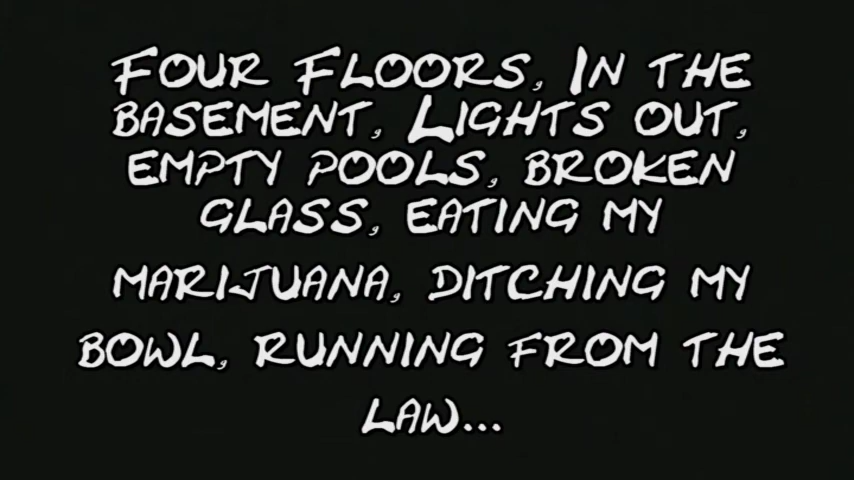 Four Floors, In the
basement, Lights out,
empty pools, broken
glass, eating my
marijuana, ditching my
bowl, running from the
law...